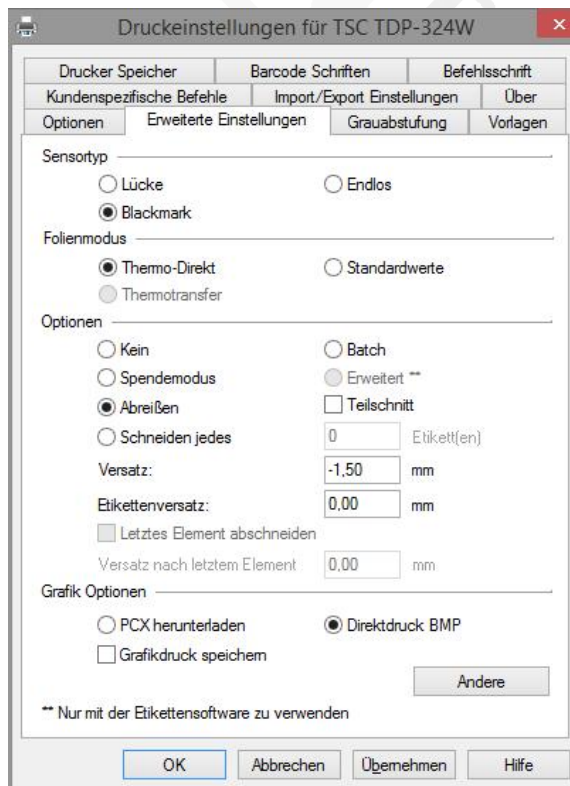 Druckeinstellungen für TSC TDP-324W
Drucker Speicher Barcode Schriften Befehlsschrift
Kundenspezifische Befehle Import/Export Einstellungen Über
Optionen Erweiterte Einstellungen Grauabstufung Vorlagen
Sensortyp
Lücke Endlos
Blackmark
Folienmodus
Thermo-Direkt Standardwerte
Thermotransfer
Optionen
Kein Batch
Spendemodus Erweitert **
Abreißen Teilschnitt
Schneiden jedes 0 Etikett(en)
Versatz: -1,50 mm
Etikettenversatz: 0,00 mm
Letztes Element abschneiden
Versatz nach letztem Element 0,00 mm
Grafik Optionen
PCX herunterladen Direktdruck BMP
Grafikdruck speichern
Andere
** Nur mit der Etikettensoftware zu verwenden
OK Abbrechen Übernehmen Hilfe